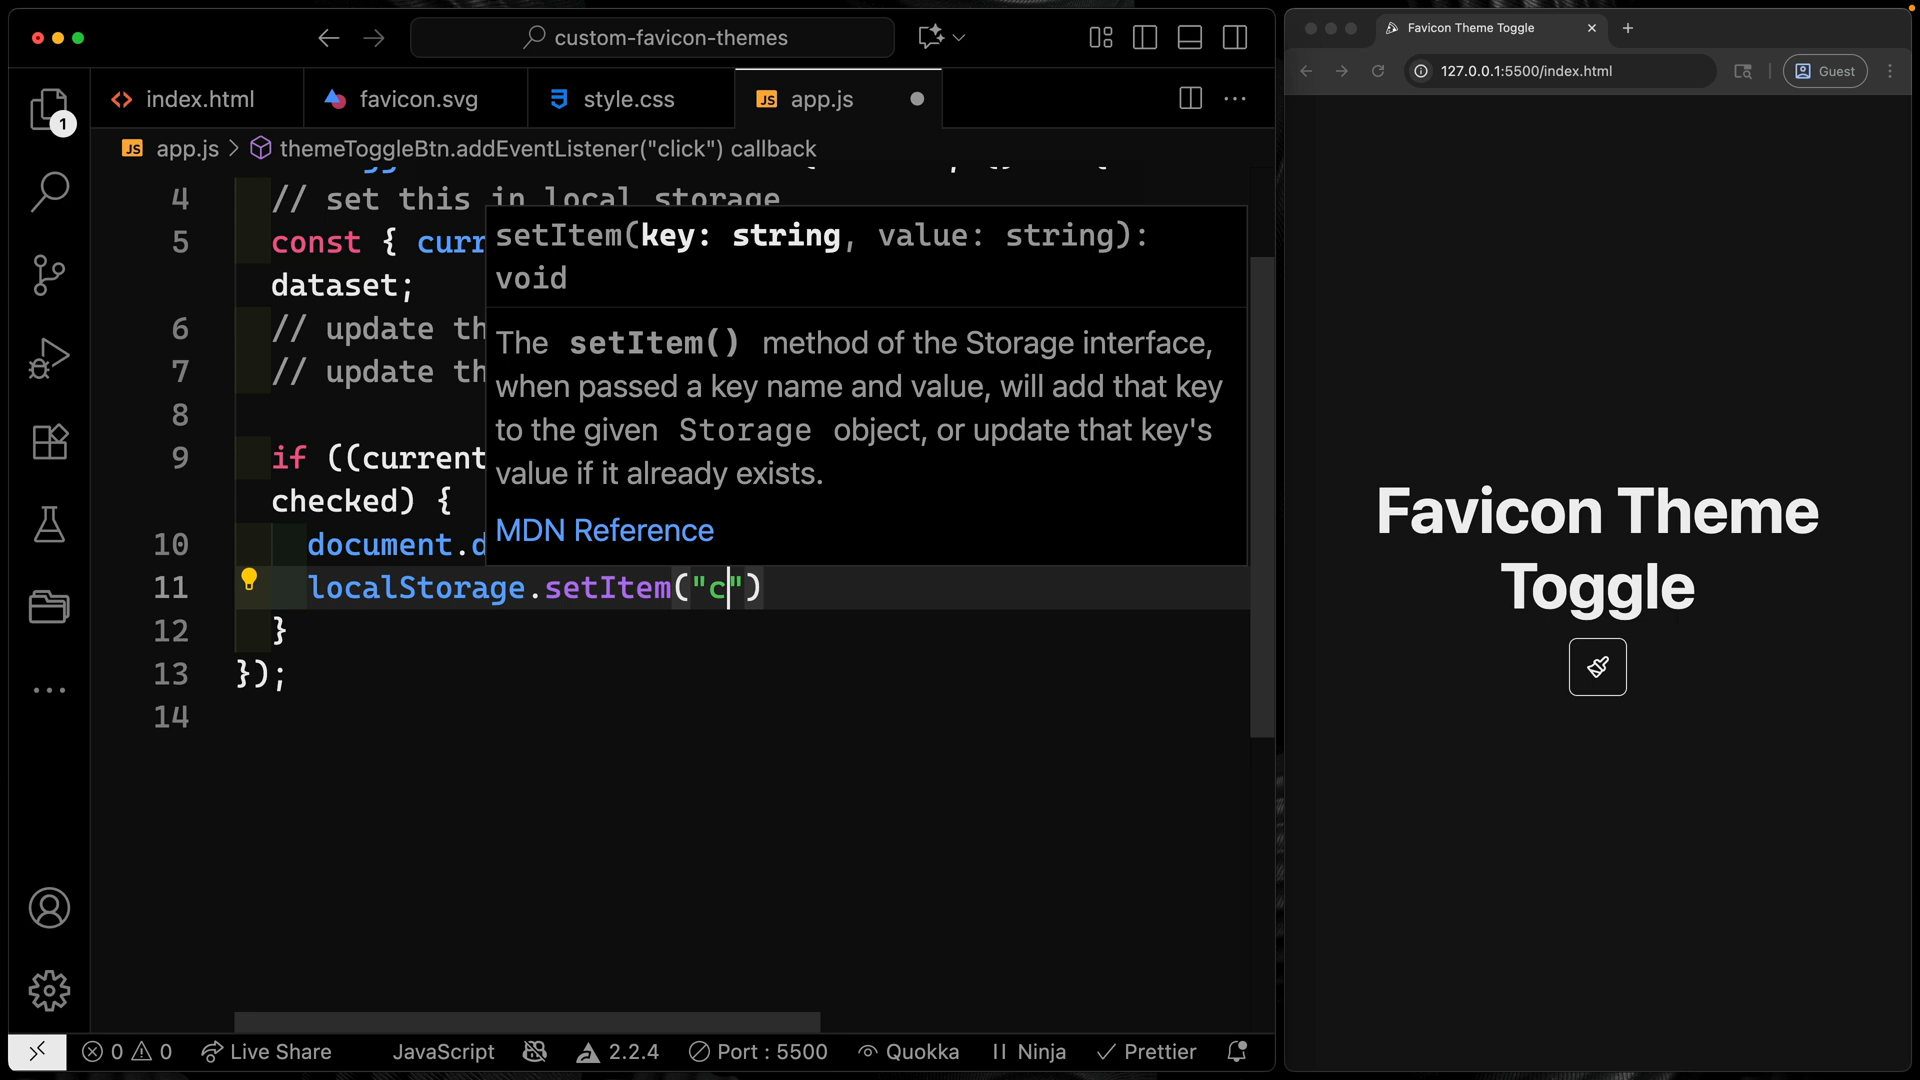 custom-favicon-themes
Favicon Theme Toggle
127.0.0.1:5500/index.html
Guest
1
index.html
favicon.svg
style.css
JS app.js
JS app.js > themeToggleBtn.addEventListener("click") callback
4 // set this in local storage
5 const { curr
dataset;
6 // update th
7 // update th
8
9 if ((current
checked) {
10 document.d
11 localStorage.setItem("c")
12 }
13 });
14
setItem(key: string, value: string):
void
The setItem() method of the Storage interface,
when passed a key name and value, will add that key
to the given Storage object, or update that key's
value if it already exists.
MDN Reference
Favicon Theme
Toggle
0 0 Live Share JavaScript 2.2.4 Port : 5500 Quokka Ninja Prettier